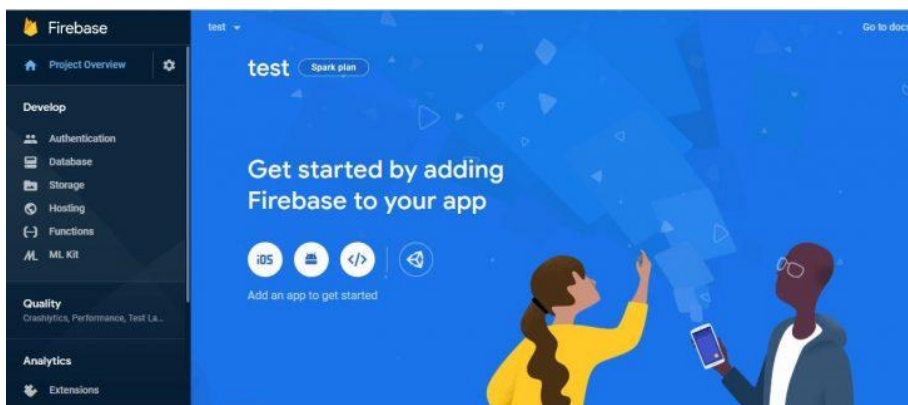 Firebase
test
Go to docs
Project Overview
test Spark plan
Develop
Authentication
Database
Storage
Hosting
Functions
ML Kit
Get started by adding
Firebase to your app
iOS </>
Add an app to get started
Quality
Crashlytics, Performance, Test La...
Analytics
Extensions